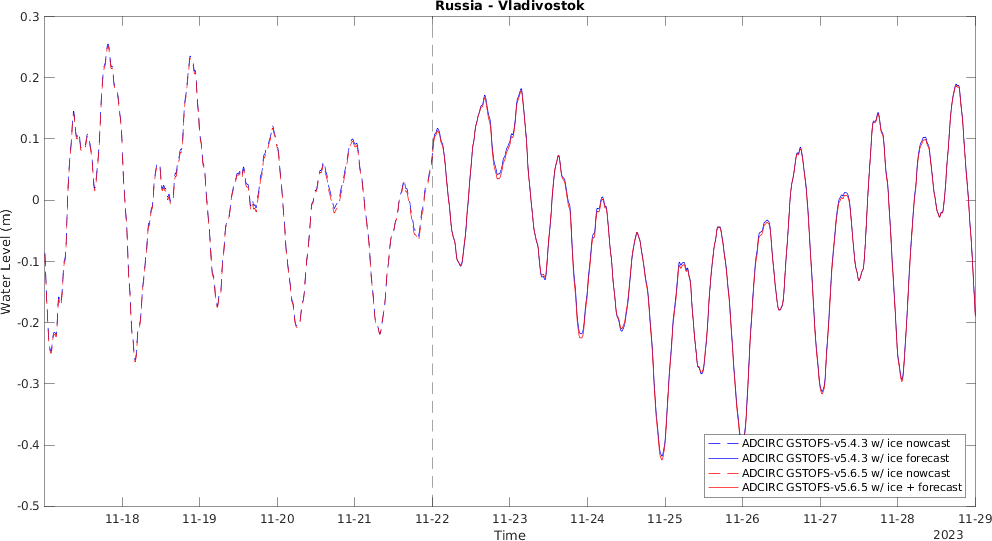 Russia - Vladivostok
0.3
0.2
0.1
0
-0.1
-0.2
-0.3
-0.4
-0.5
Water Level (m)
ADCIRC GSTOFS-v5.4.3 w/ ice nowcast
ADCIRC GSTOFS-v5.4.3 w/ ice forecast
ADCIRC GSTOFS-v5.6.5 w/ ice nowcast
ADCIRC GSTOFS-v5.6.5 w/ ice + forecast
11-18 11-19 11-20 11-21 11-22 11-23 11-24 11-25 11-26 11-27 11-28 11-29
Time
2023